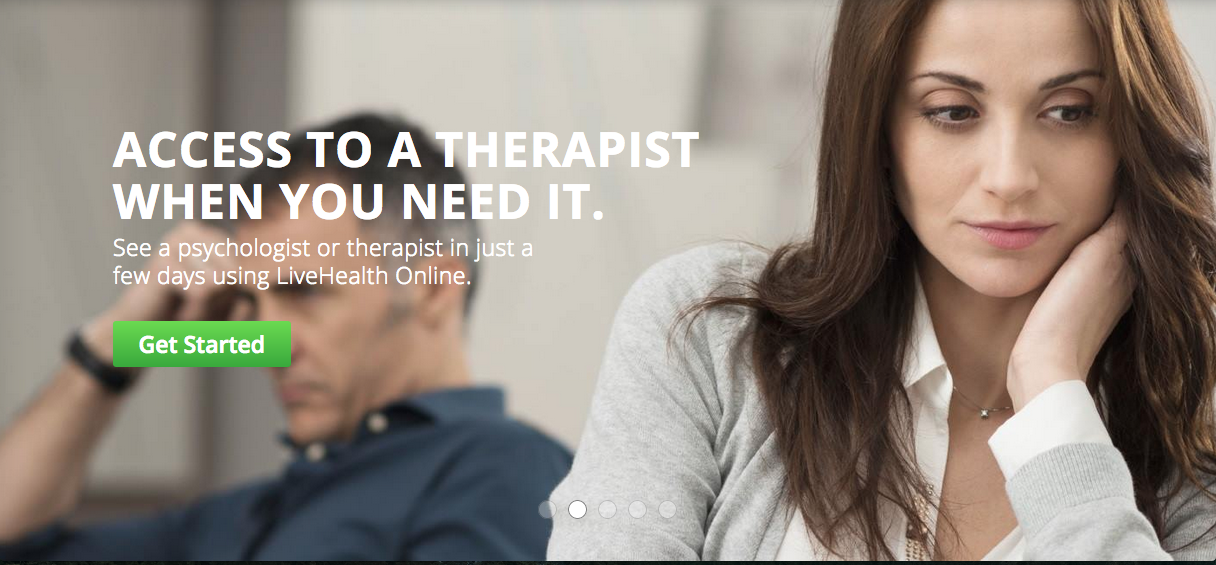 ACCESS TO A THERAPIST
WHEN YOU NEED IT.
See a psychologist or therapist in just a
few days using LiveHealth Online.
Get Started